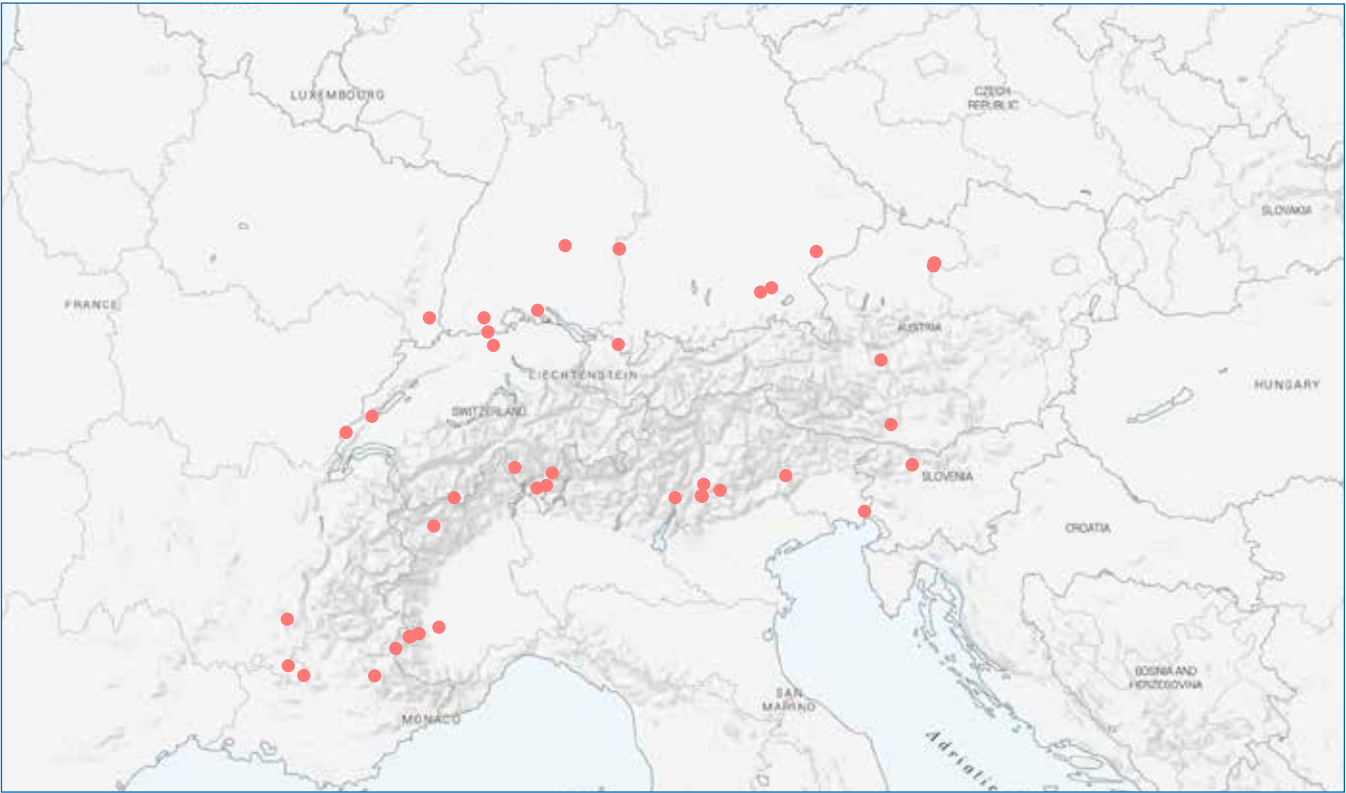 LUXEMBOURG
CZECH
REPUBLIC
SLOVAKIA
FRANCE
AUSTRIA
LIECHTENSTEIN
HUNGARY
SWITZERLAND
SLOVENIA
CROATIA
BOSNIA AND
HERZEGOVINA
SAN
MARINO
MONACO
Adriatic